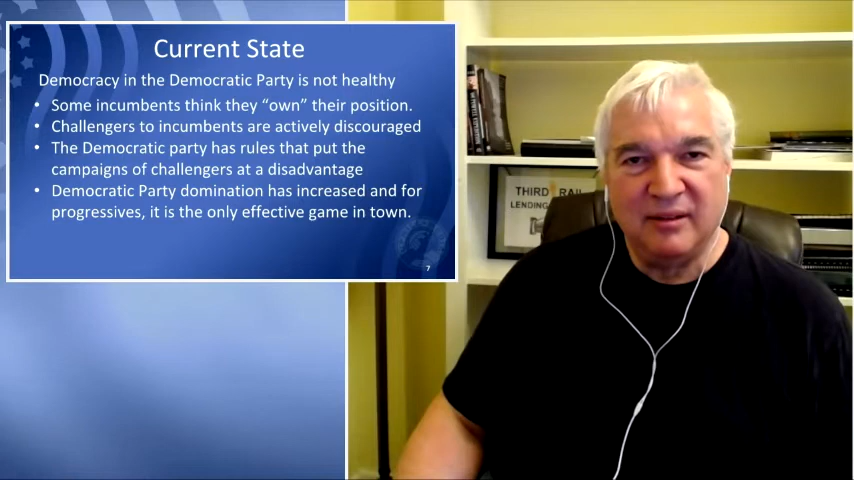 Current State
Democracy in the Democratic Party is not healthy
• Some incumbents think they “own” their position.
• Challengers to incumbents are actively discouraged
• The Democratic party has rules that put the
campaigns of challengers at a disadvantage
• Democratic Party domination has increased and for
progressives, it is the only effective game in town.
7
THIRD RAIL
LENDING